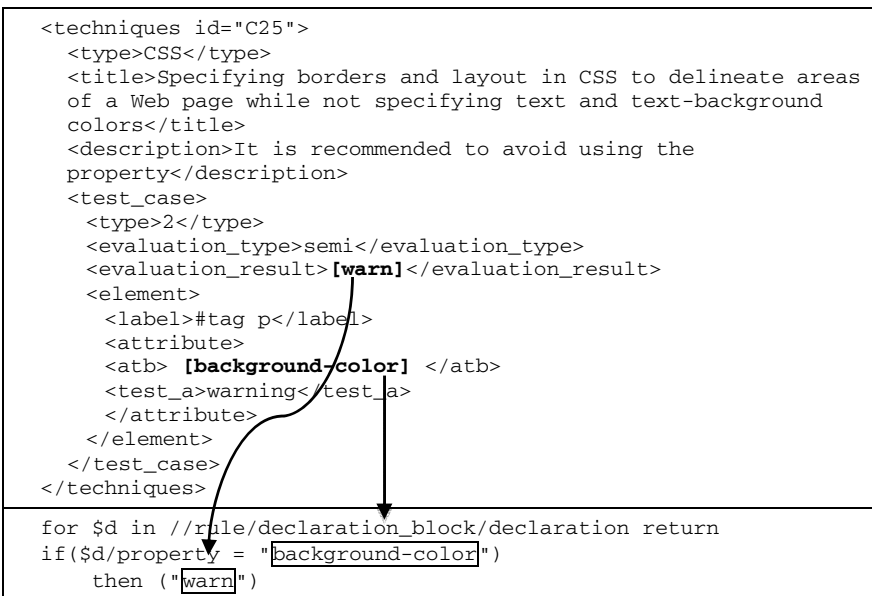 <techniques id="C25">
<type>CSS</type>
<title>Specifying borders and layout in CSS to delineate areas
of a Web page while not specifying text and text-background
colors</title>
<description>It is recommended to avoid using the
property</description>
<test_case>
<type>2</type>
<evaluation_type>semi</evaluation_type>
<evaluation_result>[warn]</evaluation_result>
<element>
<label>#tag p</label>
<attribute>
<atb> [background-color] </atb>
<test_a>warning</test_a>
</attribute>
</element>
</test_case>
</techniques>
for $d in //rule/declaration_block/declaration return
if($d/property = "background-color")
then ("warn")